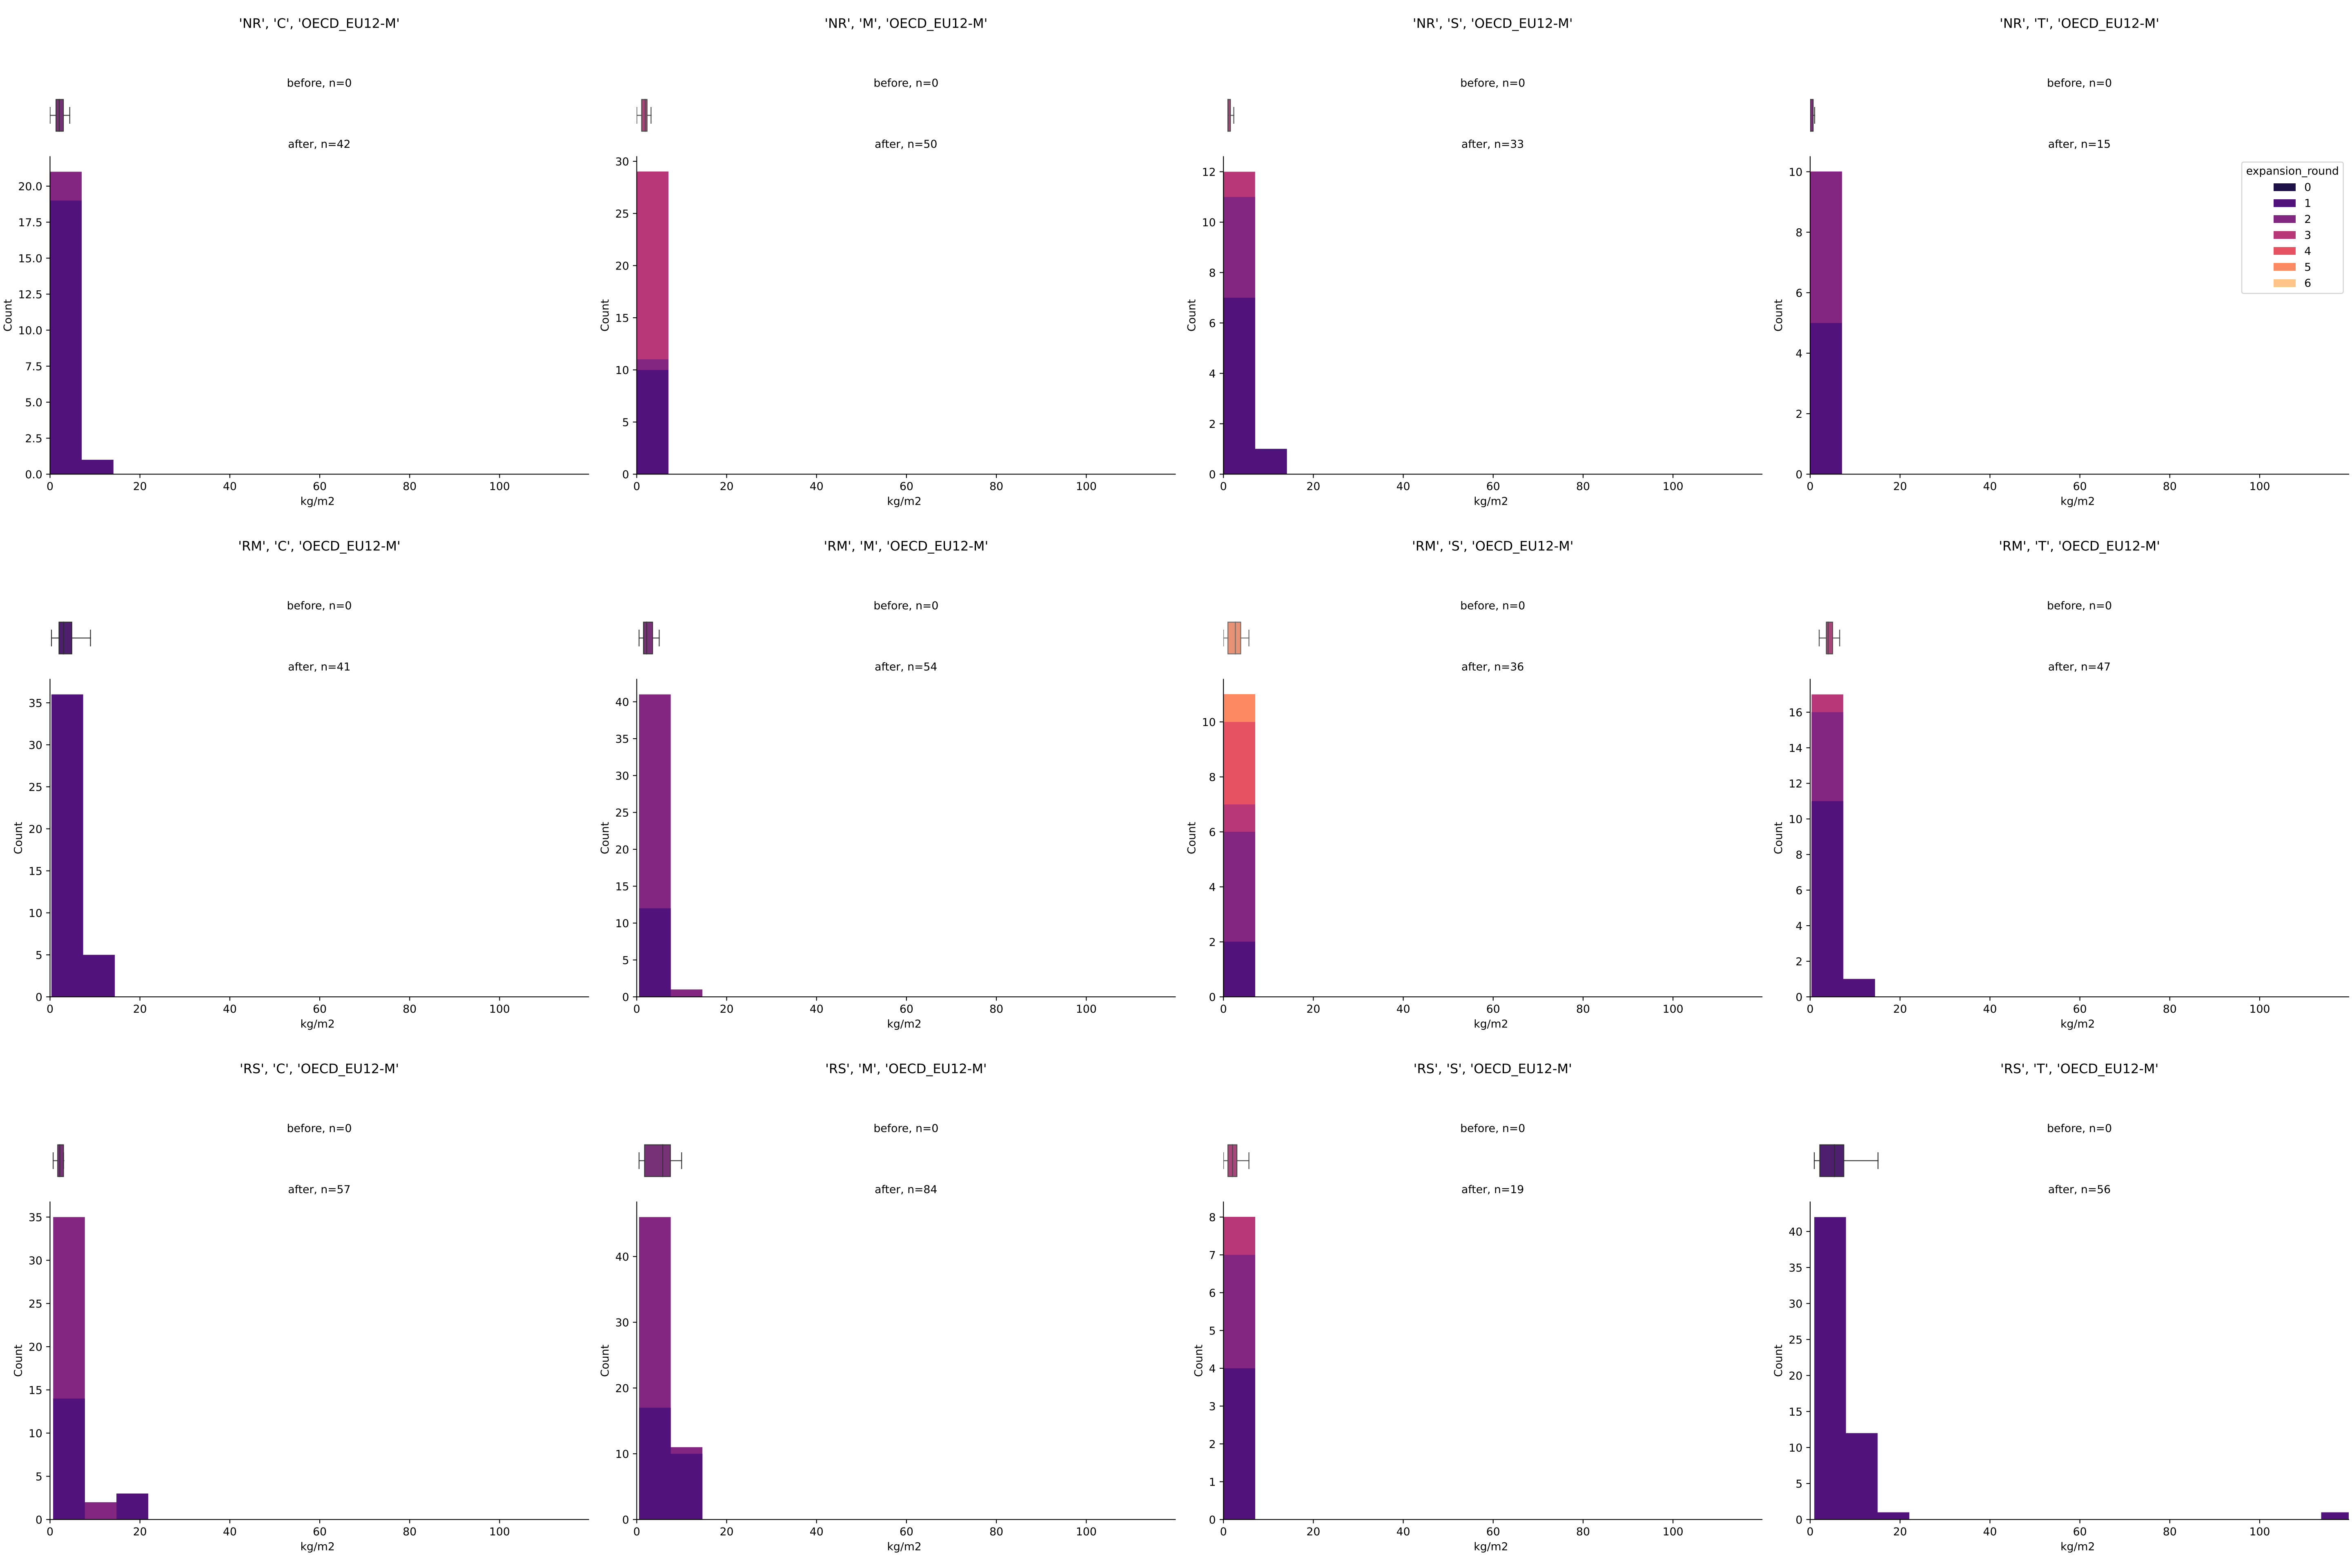 'NR', 'C', 'OECD_EU12-M'
before, n=0
after, n=42
Count
20.0
17.5
15.0
12.5
10.0
7.5
5.0
2.5
0.0
0 20 40 60 80 100
kg/m2
'NR', 'M', 'OECD_EU12-M'
before, n=0
after, n=50
Count
30
25
20
15
10
5
0
0 20 40 60 80 100
kg/m2
'NR', 'S', 'OECD_EU12-M'
before, n=0
after, n=33
Count
12
10
8
6
4
2
0
0 20 40 60 80 100
kg/m2
'NR', 'T', 'OECD_EU12-M'
before, n=0
after, n=15
Count
10
8
6
4
2
0
0 20 40 60 80 100
kg/m2
expansion_round
0
1
2
3
4
5
6
'RM', 'C', 'OECD_EU12-M'
before, n=0
after, n=41
Count
35
30
25
20
15
10
5
0
0 20 40 60 80 100
kg/m2
'RM', 'M', 'OECD_EU12-M'
before, n=0
after, n=54
Count
40
35
30
25
20
15
10
5
0
0 20 40 60 80 100
kg/m2
'RM', 'S', 'OECD_EU12-M'
before, n=0
after, n=36
Count
10
8
6
4
2
0
0 20 40 60 80 100
kg/m2
'RM', 'T', 'OECD_EU12-M'
before, n=0
after, n=47
Count
16
14
12
10
8
6
4
2
0
0 20 40 60 80 100
kg/m2
'RS', 'C', 'OECD_EU12-M'
before, n=0
after, n=57
Count
35
30
25
20
15
10
5
0
0 20 40 60 80 100
kg/m2
'RS', 'M', 'OECD_EU12-M'
before, n=0
after, n=84
Count
40
30
20
10
0
0 20 40 60 80 100
kg/m2
'RS', 'S', 'OECD_EU12-M'
before, n=0
after, n=19
Count
8
7
6
5
4
3
2
1
0
0 20 40 60 80 100
kg/m2
'RS', 'T', 'OECD_EU12-M'
before, n=0
after, n=56
Count
40
35
30
25
20
15
10
5
0
0 20 40 60 80 100
kg/m2